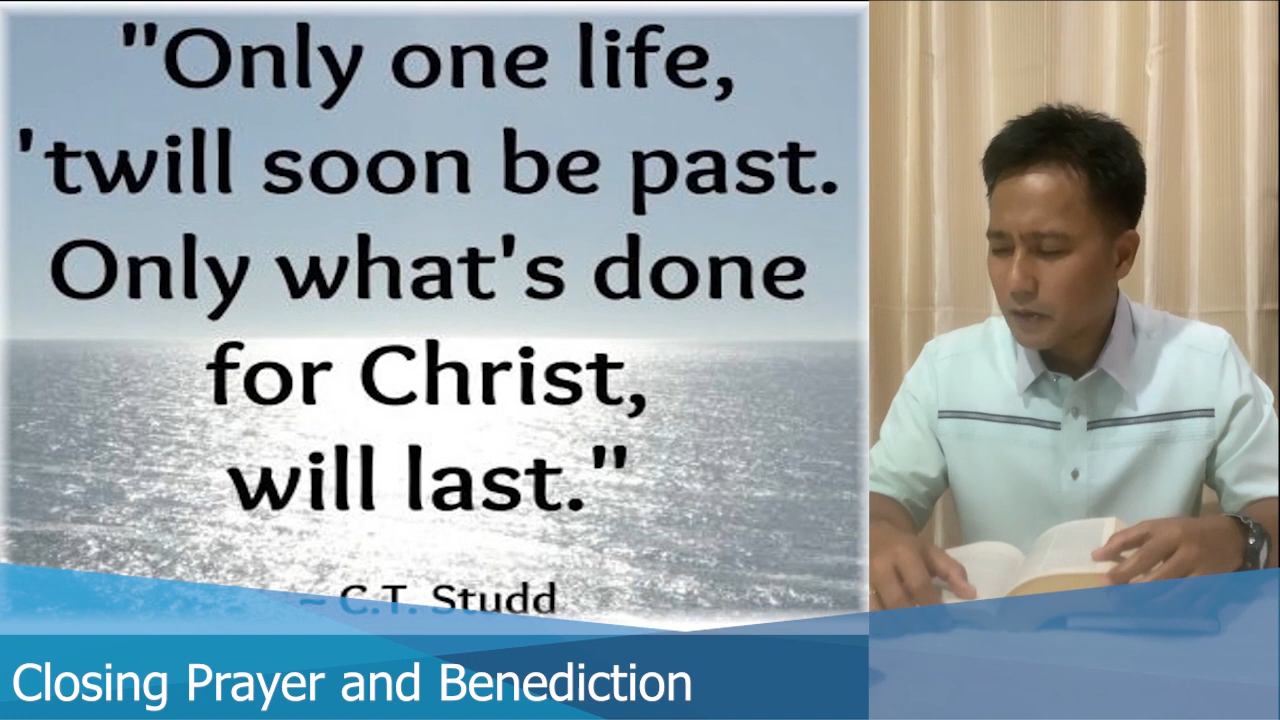 "Only one life,
'twill soon be past.
Only what's done
for Christ,
will last."
~ C.T. Studd
Closing Prayer and Benediction